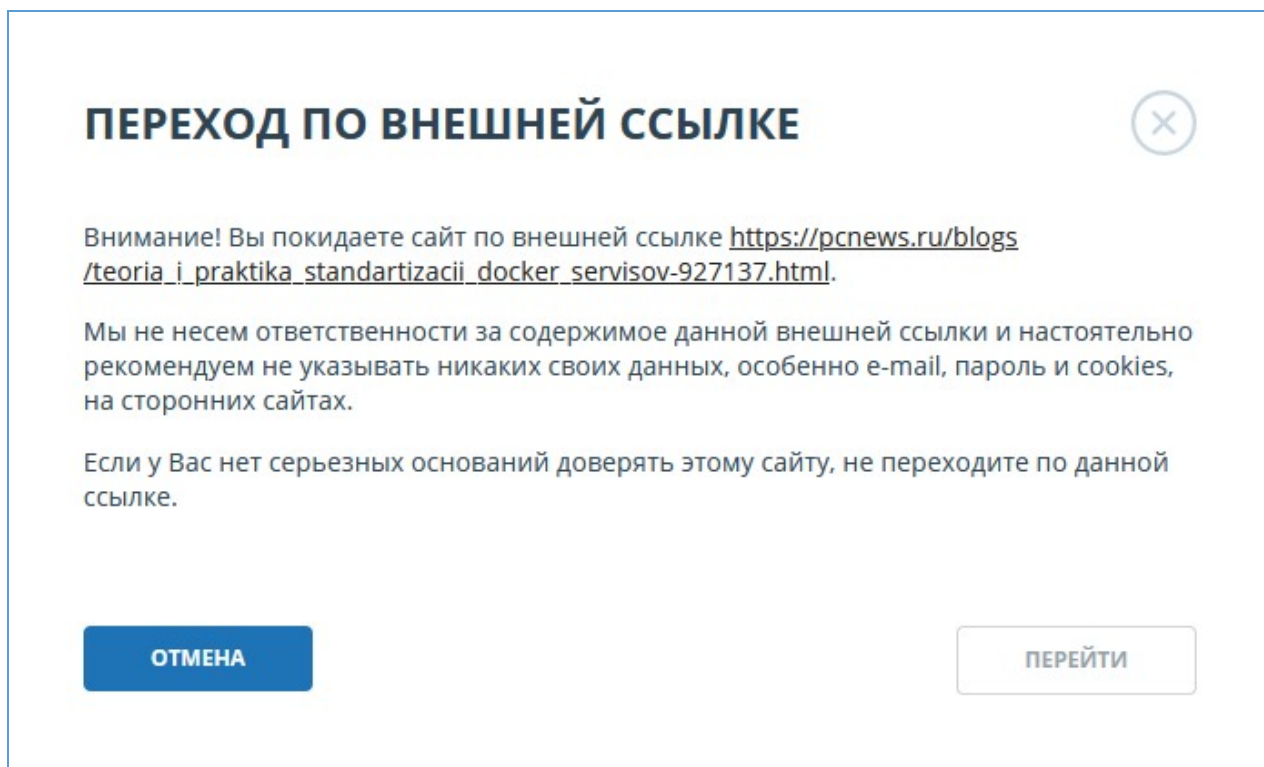 ПЕРЕХОД ПО ВНЕШНЕЙ ССЫЛКЕ
Внимание! Вы покидаете сайт по внешней ссылке https://pcnews.ru/blogs
/teoria_i_praktika_standartizacii_docker_servisov-927137.html.
Мы не несем ответственности за содержимое данной внешней ссылки и настоятельно
рекомендуем не указывать никаких своих данных, особенно e-mail, пароль и cookies,
на сторонних сайтах.
Если у Вас нет серьезных оснований доверять этому сайту, не переходите по данной
ссылке.
ОТМЕНА
ПЕРЕЙТИ